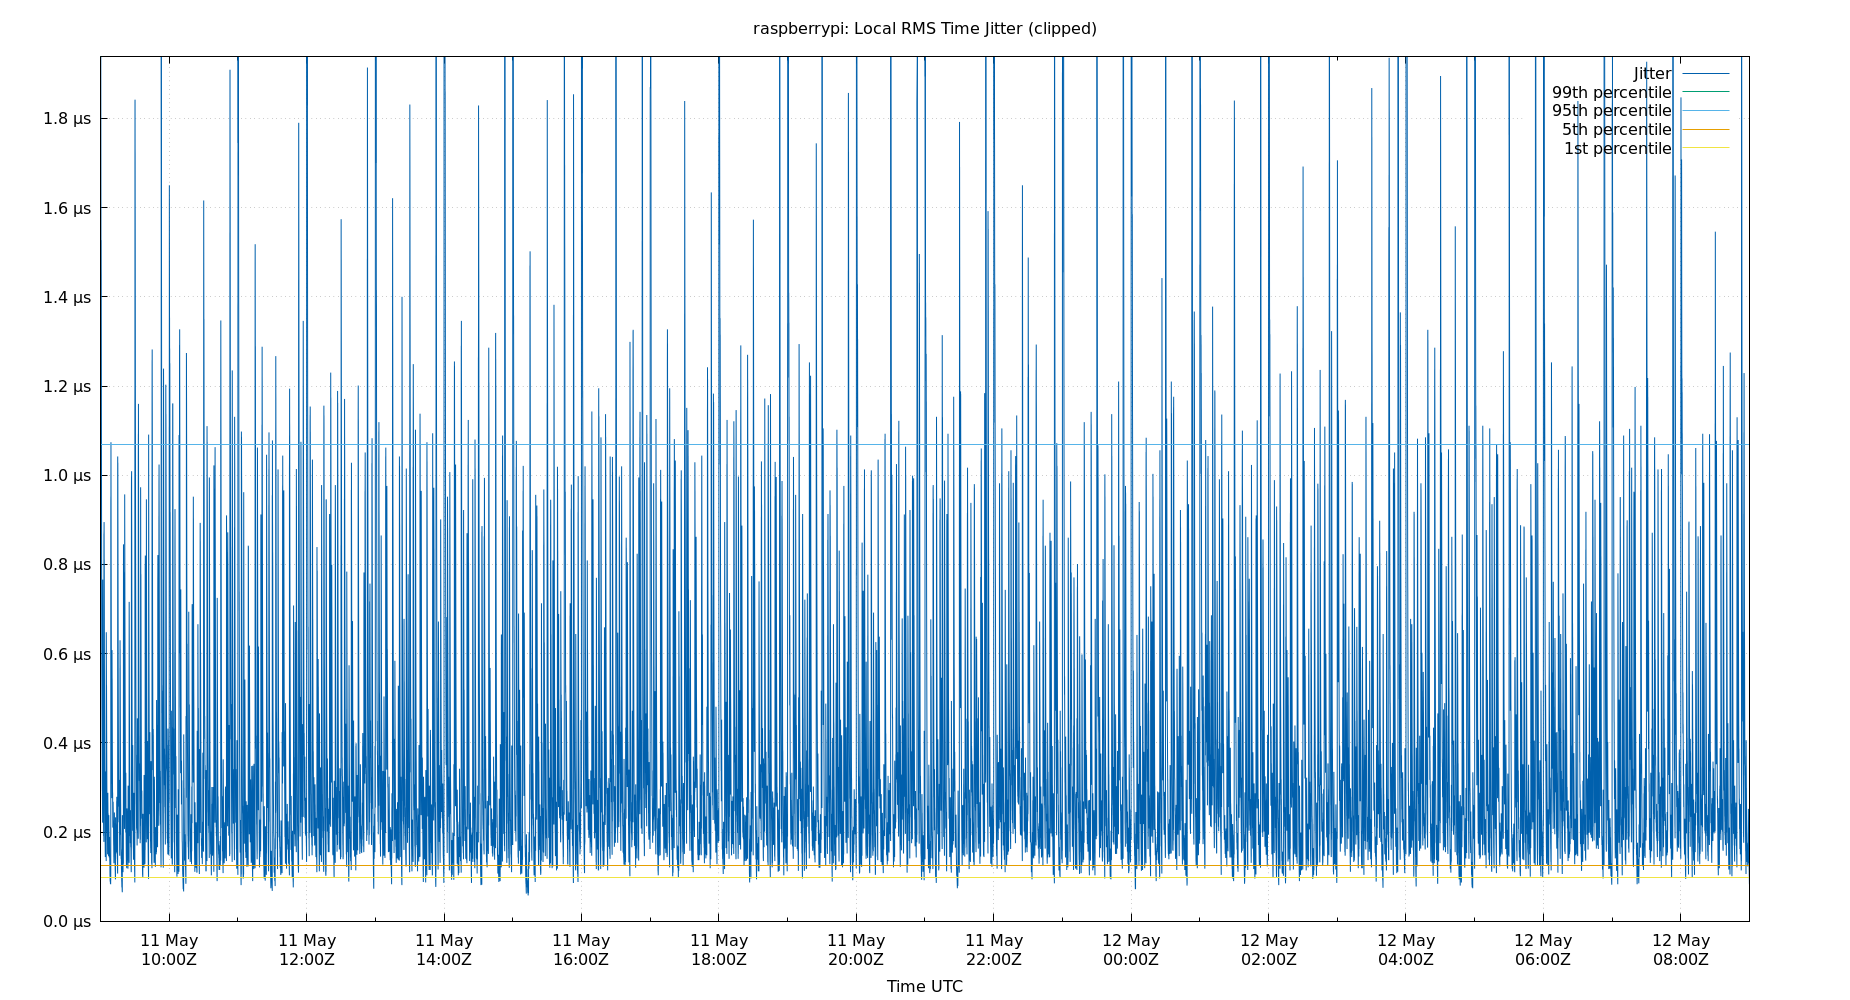 raspberrypi: Local RMS Time Jitter (clipped)
Jitter
99th percentile
95th percentile
5th percentile
1st percentile
1.8 µs
1.6 µs
1.4 µs
1.2 µs
1.0 µs
0.8 µs
0.6 µs
0.4 µs
0.2 µs
0.0 µs
11 May 11 May 11 May 11 May 11 May 11 May 11 May 12 May 12 May 12 May 12 May 12 May
10:00Z 12:00Z 14:00Z 16:00Z 18:00Z 20:00Z 22:00Z 00:00Z 02:00Z 04:00Z 06:00Z 08:00Z
Time UTC